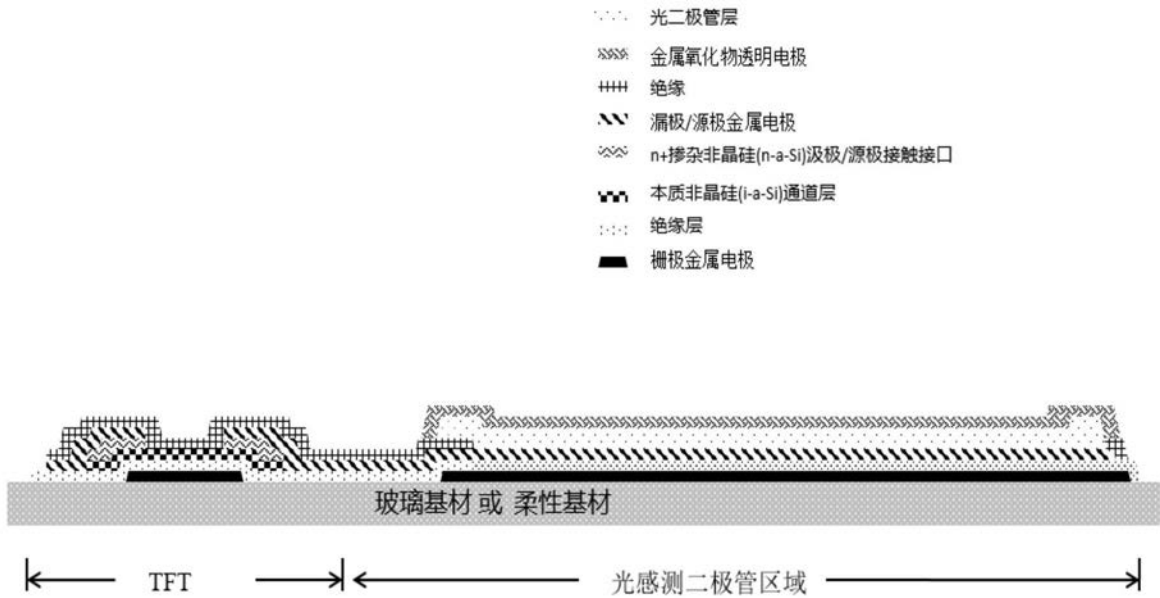 光二极管层
金属氧化物透明电极
绝缘
漏极/源极金属电极
n+掺杂非晶硅(n-a-Si)汲极/源极接触接口
本质非晶硅(i-a-Si)通道层
绝缘层
栅极金属电极
玻璃基材 或 柔性基材
TFT
光感测二极管区域